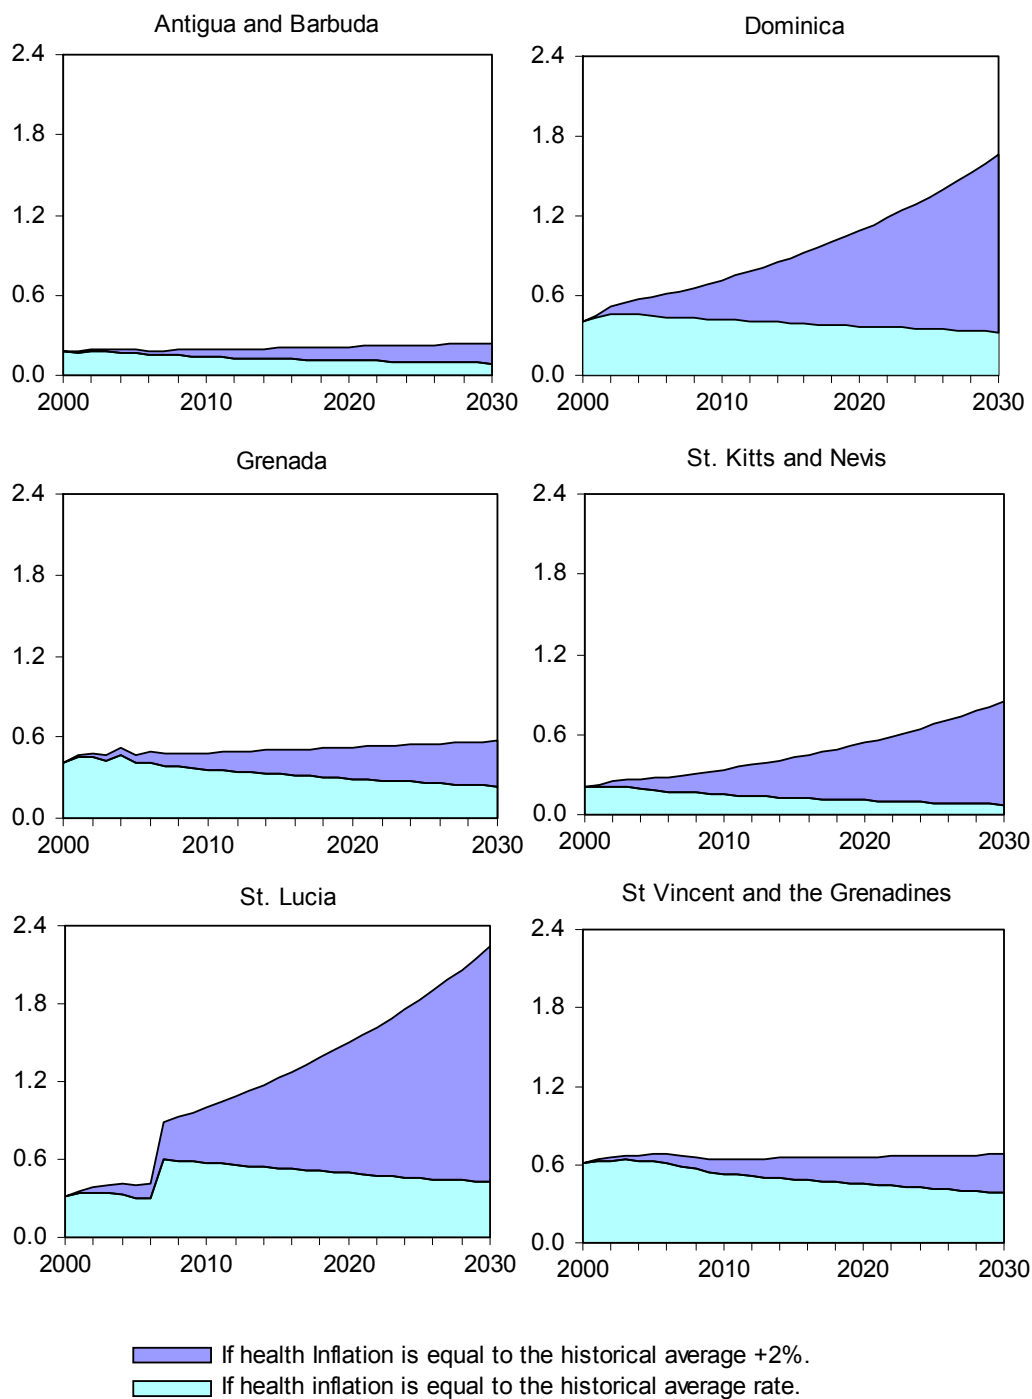 Antigua and Barbuda
2.4
1.8
1.2
0.6
0.0
2000 2010 2020 2030
Dominica
2.4
1.8
1.2
0.6
0.0
2000 2010 2020 2030
Grenada
2.4
1.8
1.2
0.6
0.0
2000 2010 2020 2030
St. Kitts and Nevis
2.4
1.8
1.2
0.6
0.0
2000 2010 2020 2030
St. Lucia
2.4
1.8
1.2
0.6
0.0
2000 2010 2020 2030
St Vincent and the Grenadines
2.4
1.8
1.2
0.6
0.0
2000 2010 2020 2030
If health Inflation is equal to the historical average +2%.
If health inflation is equal to the historical average rate.